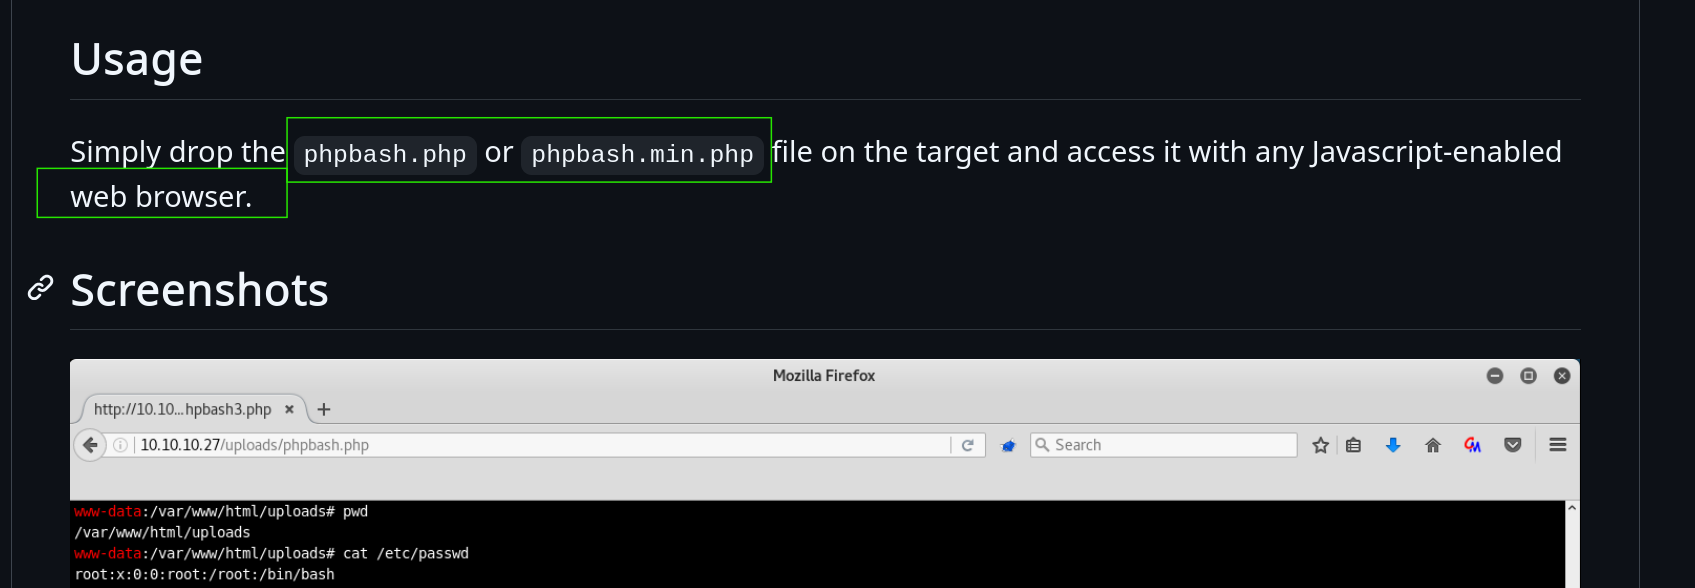 Usage
Simply drop the phpbash.php or phpbash.min.php file on the target and access it with any Javascript-enabled
web browser.
Screenshots
Mozilla Firefox
http://10.10...hpbash3.php × +
10.10.10.27/uploads/phpbash.php Search
www-data:/var/www/html/uploads# pwd
/var/www/html/uploads
www-data:/var/www/html/uploads# cat /etc/passwd
root:x:0:0:root:/root:/bin/bash